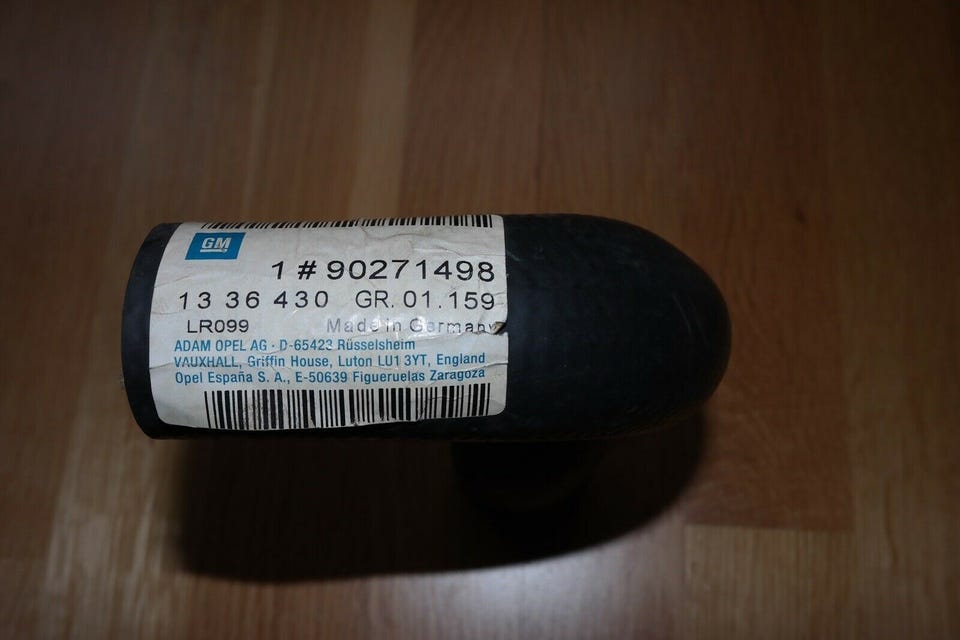 GM
1 # 90271498
13 36 430 GR. 01.159
LR099 Made in Germany
ADAM OPEL AG · D-65423 Rüsselsheim
VAUXHALL, Griffin House, Luton LU1 3YT, England
Opel España S. A., E-50639 Figueruelas Zaragoza